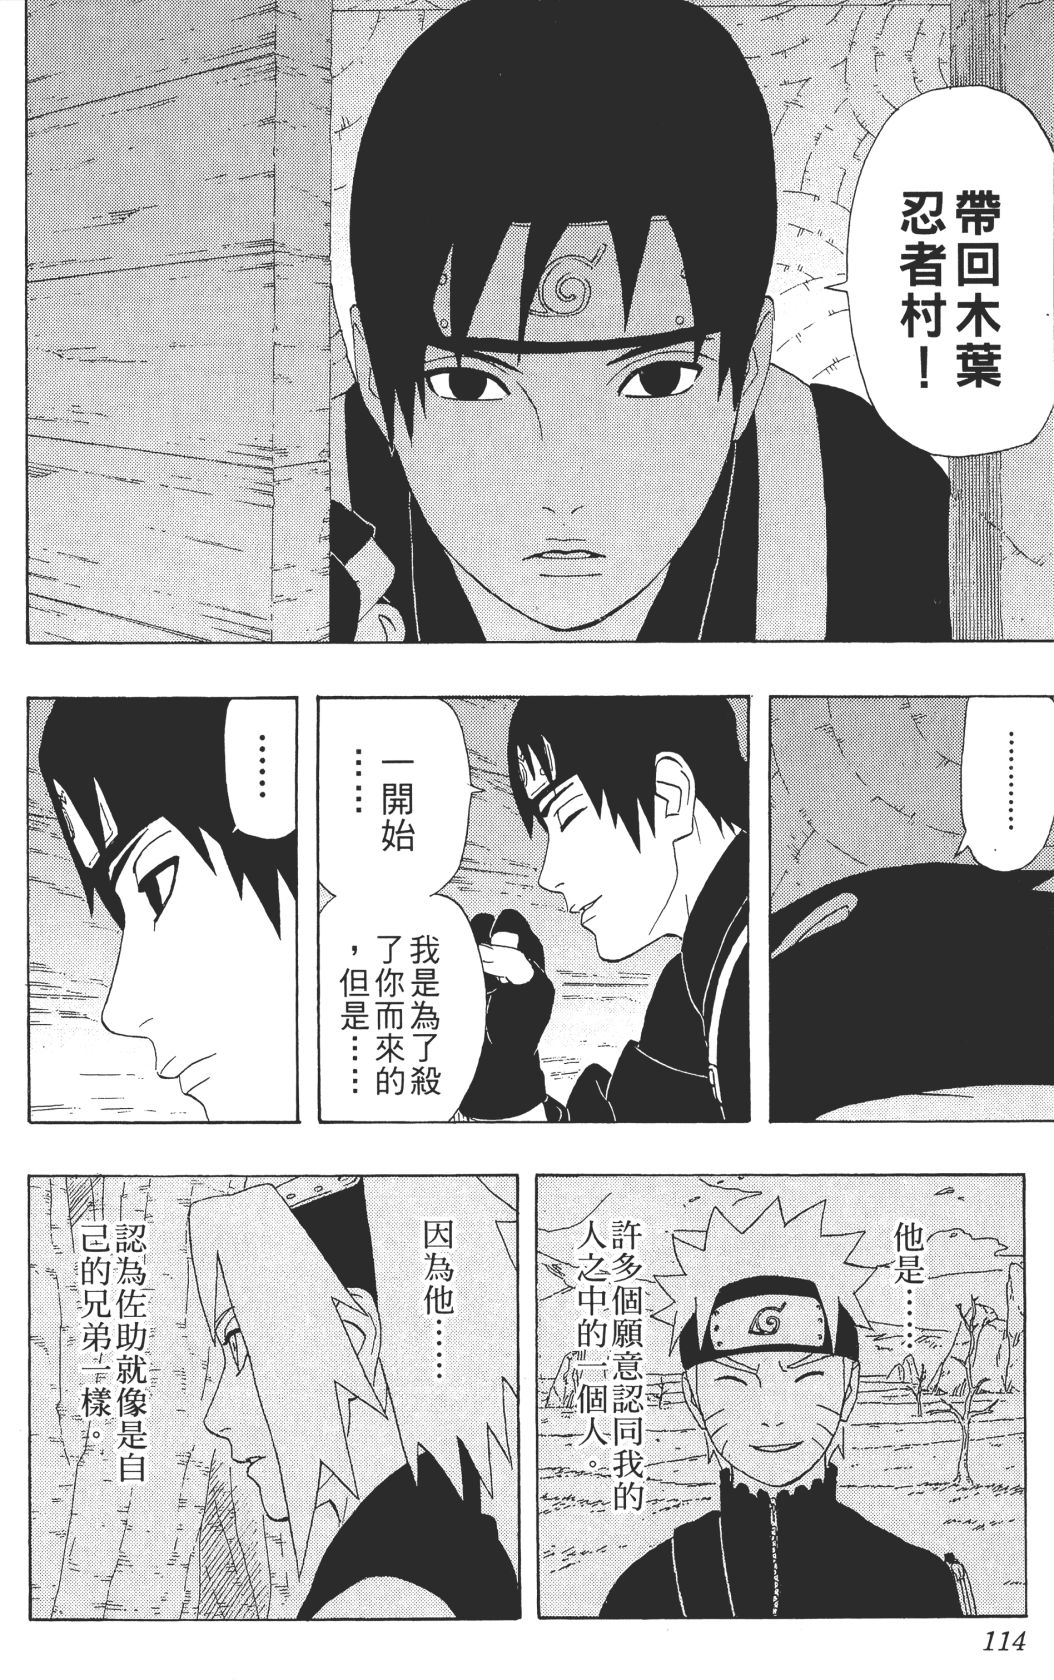 帶回木葉
忍者村！
………
一開始
……
我是為了殺
了你而來的
，但是……
……
他是……
許多個願意認同我的
人之中的一個人。
因為他……
認為佐助就像是自
己的兄弟一樣。
114